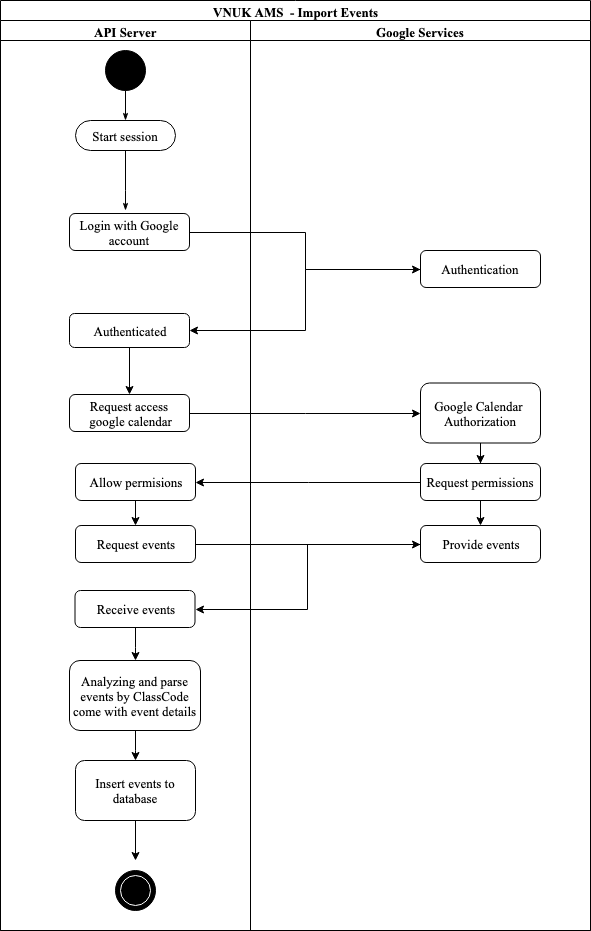 VNUK AMS - Import Events
API Server
Google Services
Start session
Login with Google
account
Authentication
Authenticated
Request access
google calendar
Google Calendar
Authorization
Allow permisions
Request permissions
Request events
Provide events
Receive events
Analyzing and parse
events by ClassCode
come with event details
Insert events to
database